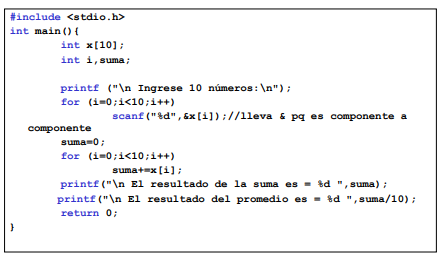 #include <stdio.h>
int main(){
int x[10];
int i,suma;
printf ("\n Ingrese 10 números:\n");
for (i=0;i<10;i++)
scanf("%d",&x[i]);//lleva & pq es componente a
componente
suma=0;
for (i=0;i<10;i++)
suma+=x[i];
printf("\n El resultado de la suma es = %d ",suma);
printf("\n El resultado del promedio es = %d ",suma/10);
return 0;
}